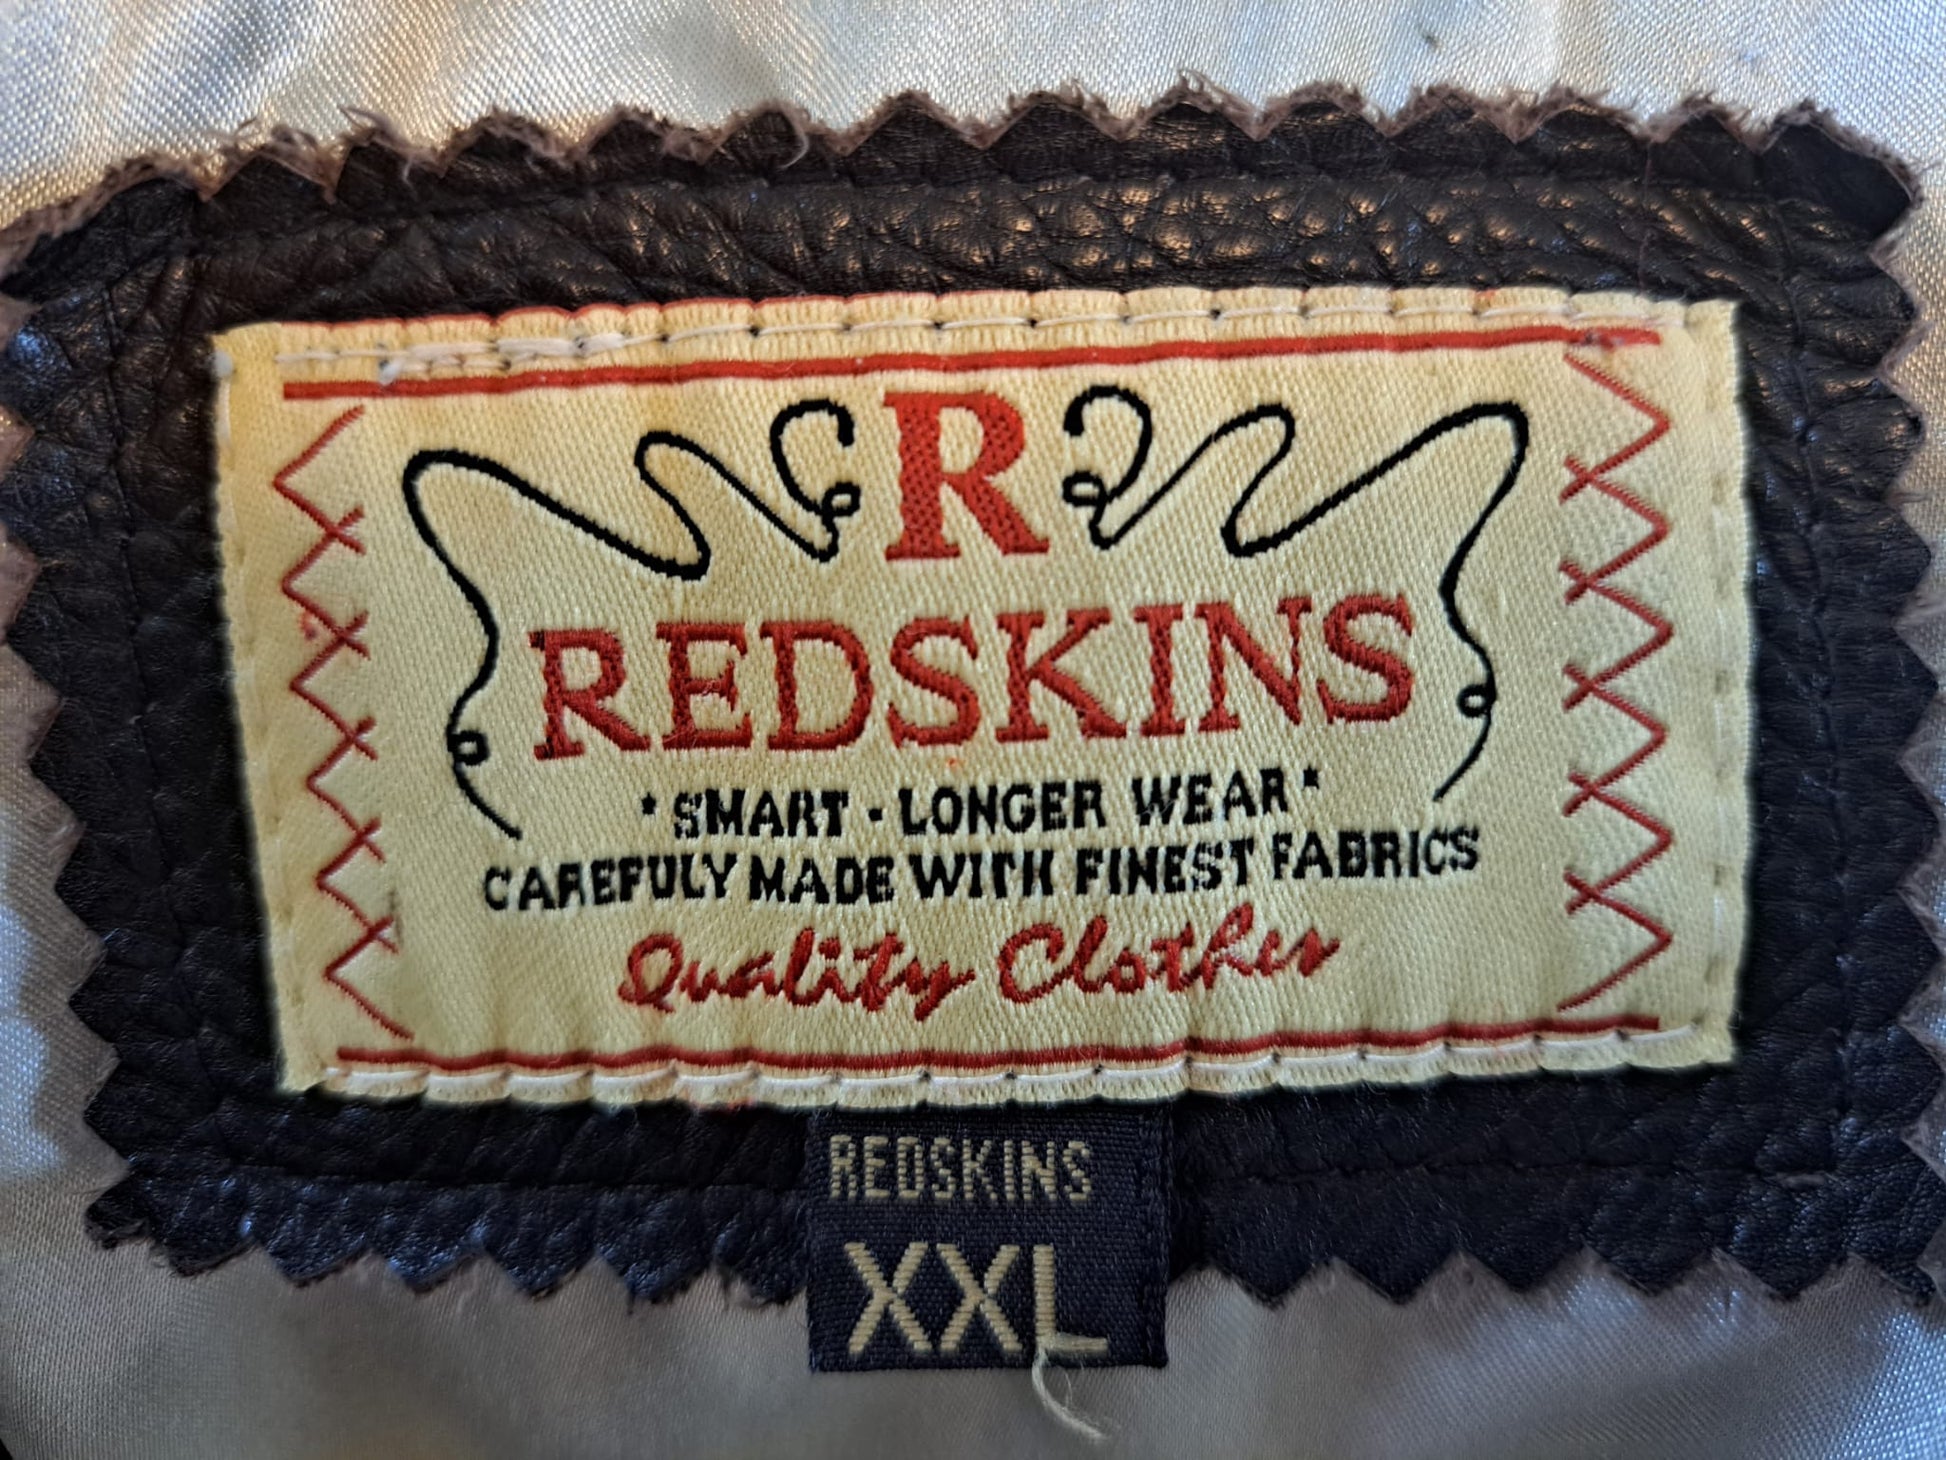 R
REDSKINS
* SMART - LONGER WEAR *
CAREFULY MADE WITH FINEST FABRICS
Quality Clothes
REDSKINS
XXL